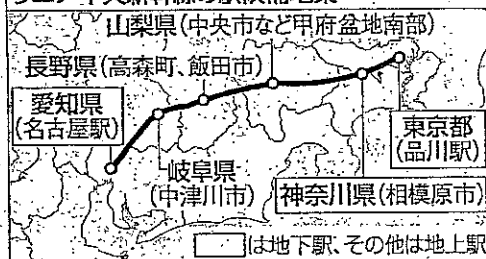 山梨県(中央市など甲府盆地南部)
長野県(高森町、飯田市)
愛知県
(名古屋駅)
東京都
(品川駅)
岐阜県
(中津川市)
神奈川県(相模原市)
は地下駅、その他は地上駅